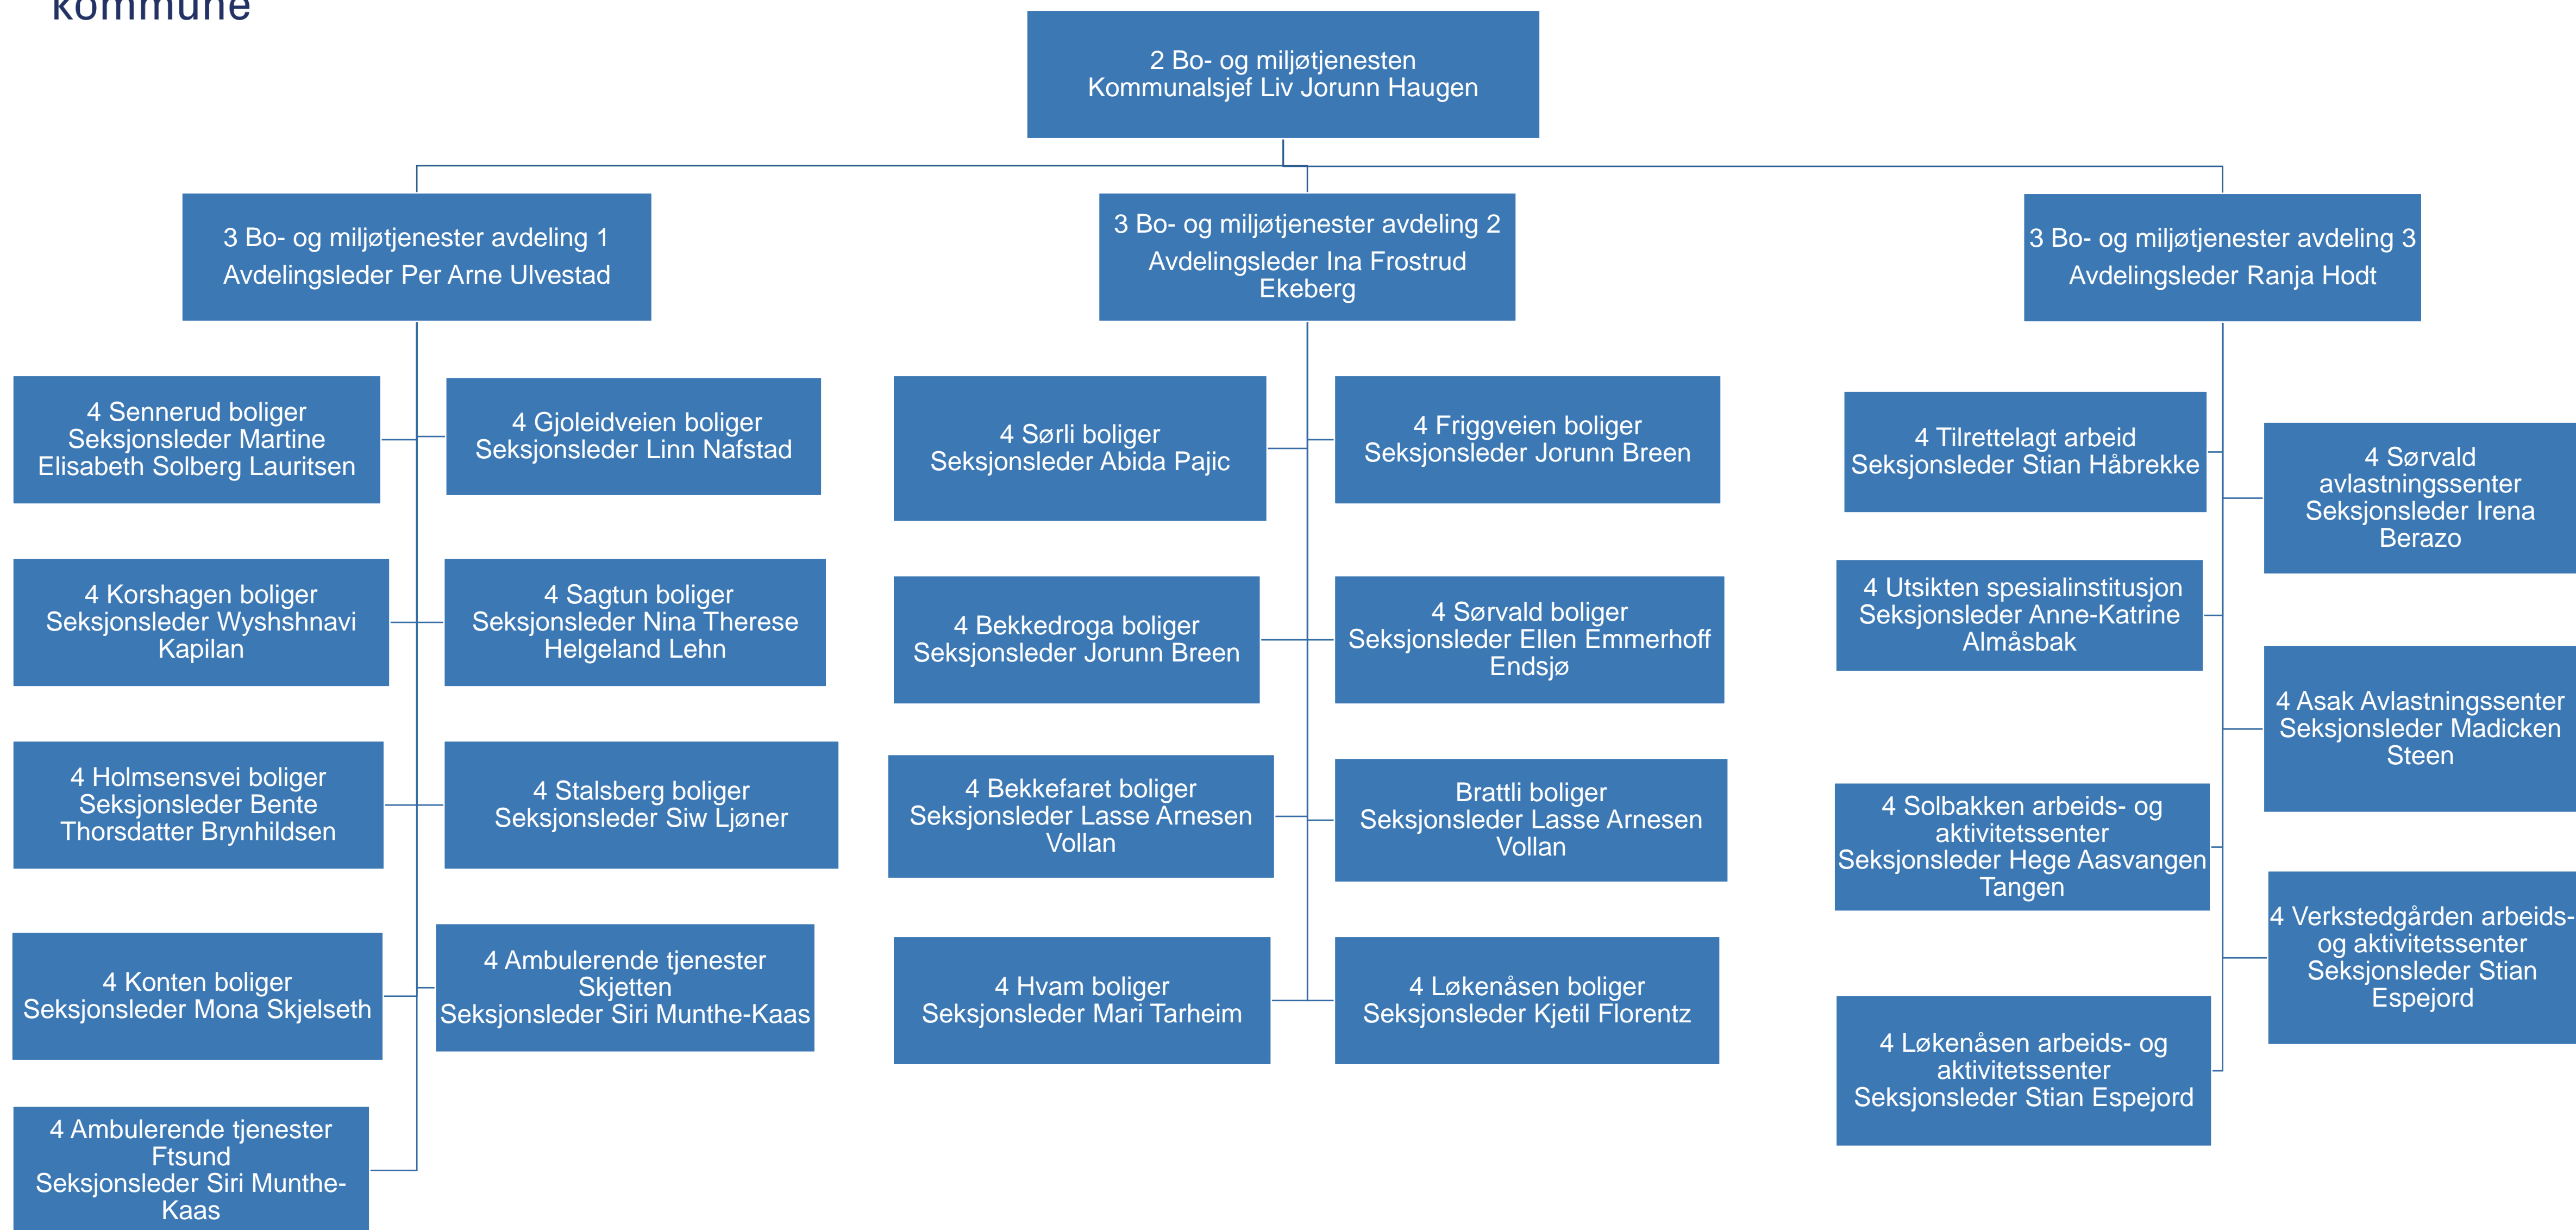 kommune
2 Bo- og miljøtjenesten
Kommunalsjef Liv Jorunn Haugen
3 Bo- og miljøtjenester avdeling 1
Avdelingsleder Per Arne Ulvestad
3 Bo- og miljøtjenester avdeling 2
Avdelingsleder Ina Frostrud
Ekeberg
3 Bo- og miljøtjenester avdeling 3
Avdelingsleder Ranja Hodt
4 Sennerud boliger
Seksjonsleder Martine
Elisabeth Solberg Lauritsen
4 Gjoleidveien boliger
Seksjonsleder Linn Nafstad
4 Korshagen boliger
Seksjonsleder Wyshshnavi
Kapilan
4 Sagtun boliger
Seksjonsleder Nina Therese
Helgeland Lehn
4 Holmsensvei boliger
Seksjonsleder Bente
Thorsdatter Brynhildsen
4 Stalsberg boliger
Seksjonsleder Siw Ljøner
4 Konten boliger
Seksjonsleder Mona Skjelseth
4 Ambulerende tjenester
Skjetten
Seksjonsleder Siri Munthe-Kaas
4 Ambulerende tjenester
Ftsund
Seksjonsleder Siri Munthe-
Kaas
4 Sørli boliger
Seksjonsleder Abida Pajic
4 Friggveien boliger
Seksjonsleder Jorunn Breen
4 Bekkedroga boliger
Seksjonsleder Jorunn Breen
4 Sørvald boliger
Seksjonsleder Ellen Emmerhoff
Endsjø
4 Bekkefaret boliger
Seksjonsleder Lasse Arnesen
Vollan
Brattli boliger
Seksjonsleder Lasse Arnesen
Vollan
4 Hvam boliger
Seksjonsleder Mari Tarheim
4 Løkenåsen boliger
Seksjonsleder Kjetil Florentz
4 Tilrettelagt arbeid
Seksjonsleder Stian Håbrekke
4 Sørvald
avlastningssenter
Seksjonsleder Irena
Berazo
4 Utsikten spesialinstitusjon
Seksjonsleder Anne-Katrine
Almåsbak
4 Asak Avlastningssenter
Seksjonsleder Madicken
Steen
4 Solbakken arbeids- og
aktivitetssenter
Seksjonsleder Hege Aasvangen
Tangen
4 Verkstedgården arbeids-
og aktivitetssenter
Seksjonsleder Stian
Espejord
4 Løkenåsen arbeids- og
aktivitetssenter
Seksjonsleder Stian Espejord